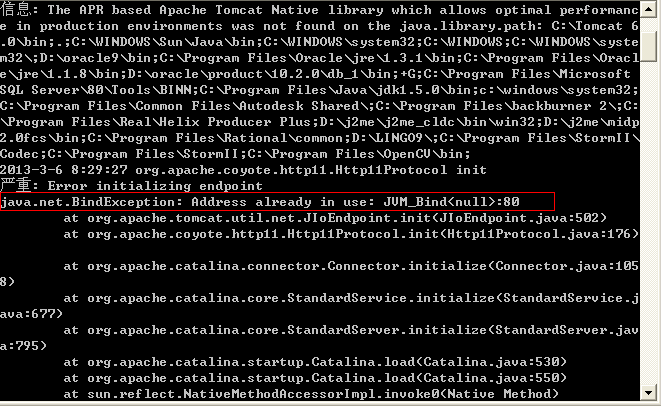 信息: The APR based Apache Tomcat Native library which allows optimal performanc
e in production environments was not found on the java.library.path: C:\Tomcat 6
.0\bin;.;C:\WINDOWS\Sun\Java\bin;C:\WINDOWS\system32;C:\WINDOWS;C:\WINDOWS\syste
m32\;D:\oracle9\bin;C:\Program Files\Oracle\jre\1.3.1\bin;C:\Program Files\Oracl
e\jre\1.1.8\bin;D:\oracle\product\10.2.0\db_1\bin;+G;C:\Program Files\Microsoft
SQL Server\80\Tools\BINN;C:\Program Files\Java\jdk1.5.0\bin;c:\windows\system32;
C:\Program Files\Common Files\Autodesk Shared\;C:\Program Files\backburner 2\;C:
\Program Files\Real\Helix Producer Plus;D:\j2me\j2me_cldc\bin\win32;D:\j2me\midp
2.0fcs\bin;C:\Program Files\Rational\common;D:\LINGO9\;C:\Program Files\StormII\
Codec;C:\Program Files\StormII;C:\Program Files\OpenCV\bin;
2013-3-6 8:29:27 org.apache.coyote.http11.Http11Protocol init
严重: Error initializing endpoint
java.net.BindException: Address already in use: JVM_Bind(null):80
at org.apache.tomcat.util.net.JIoEndpoint.init(JIoEndpoint.java:502)
at org.apache.coyote.http11.Http11Protocol.init(Http11Protocol.java:176)
at org.apache.catalina.connector.Connector.initialize(Connector.java:105
8)
at org.apache.catalina.core.StandardService.initialize(StandardService.j
ava:677)
at org.apache.catalina.core.StandardServer.initialize(StandardServer.jav
a:795)
at org.apache.catalina.startup.Catalina.load(Catalina.java:530)
at org.apache.catalina.startup.Catalina.load(Catalina.java:550)
at sun.reflect.NativeMethodAccessorImpl.invoke0(Native Method)